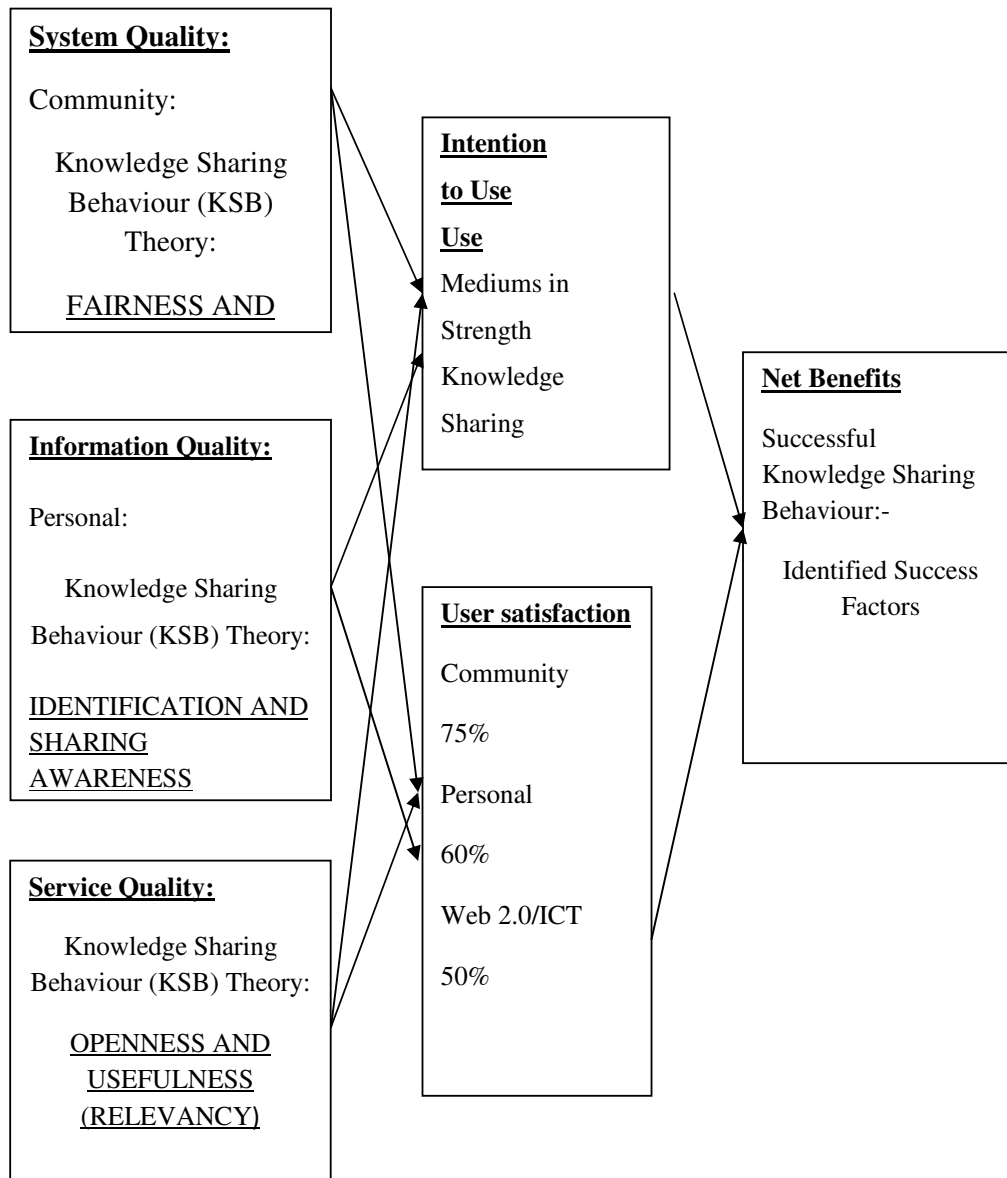 System Quality:
Community:
Knowledge Sharing
Behaviour (KSB)
Theory:
FAIRNESS AND
Information Quality:
Personal:
Knowledge Sharing
Behaviour (KSB) Theory:
IDENTIFICATION AND
SHARING
AWARENESS
Service Quality:
Knowledge Sharing
Behaviour (KSB) Theory:
OPENNESS AND
USEFULNESS
(RELEVANCY)
Intention
to Use
Use
Mediums in
Strength
Knowledge
Sharing
User satisfaction
Community
75%
Personal
60%
Web 2.0/ICT
50%
Net Benefits
Successful
Knowledge Sharing
Behaviour:-
Identified Success
Factors